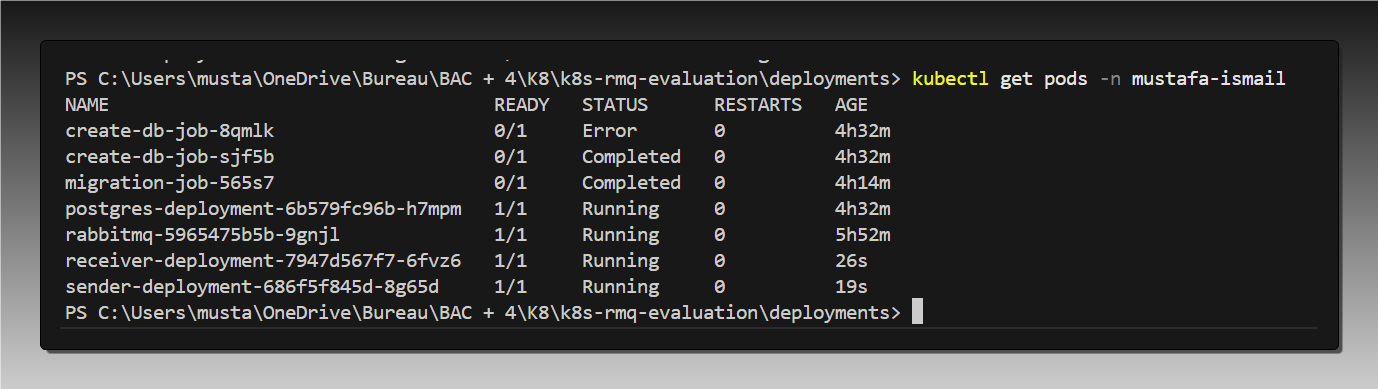 PS C:\Users\musta\OneDrive\Bureau\BAC + 4\K8\k8s-rmq-evaluation\deployments> kubectl get pods -n mustafa-ismail
NAME READY STATUS RESTARTS AGE
create-db-job-8qmlk 0/1 Error 0 4h32m
create-db-job-sjf5b 0/1 Completed 0 4h32m
migration-job-565s7 0/1 Completed 0 4h14m
postgres-deployment-6b579fc96b-h7mpm 1/1 Running 0 4h32m
rabbitmq-5965475b5b-9gnjl 1/1 Running 0 5h52m
receiver-deployment-7947d567f7-6fvz6 1/1 Running 0 26s
sender-deployment-686f5f845d-8g65d 1/1 Running 0 19s
PS C:\Users\musta\OneDrive\Bureau\BAC + 4\K8\k8s-rmq-evaluation\deployments>